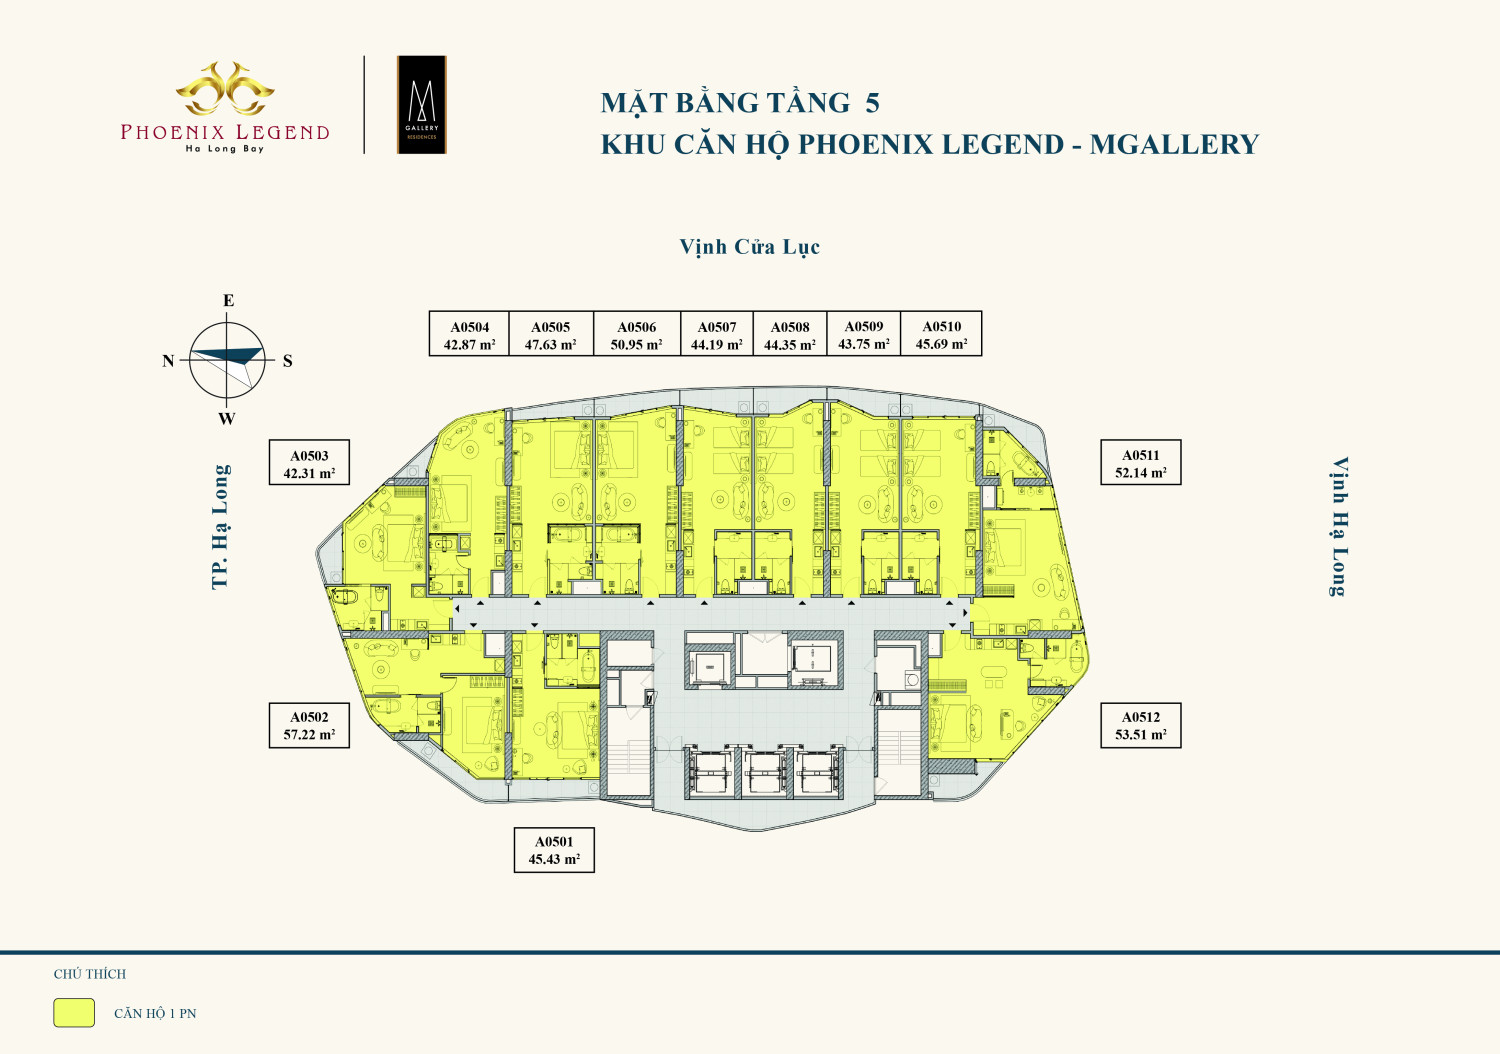 PHOENIX LEGEND
Ha Long Bay
M
GALLERY
RESIDENCES
MẶT BẰNG TẦNG 5
KHU CĂN HỘ PHOENIX LEGEND - MGALLERY
Vịnh Cửa Lục
E
N
S
W
A0504
42.87 m²
A0505
47.63 m²
A0506
50.95 m²
A0507
44.19 m²
A0508
44.35 m²
A0509
43.75 m²
A0510
45.69 m²
A0503
42.31 m²
A0511
52.14 m²
TP. Hạ Long
Vịnh Hạ Long
A0502
57.22 m²
A0512
53.51 m²
A0501
45.43 m²
CHÚ THÍCH
CĂN HỘ 1 PN